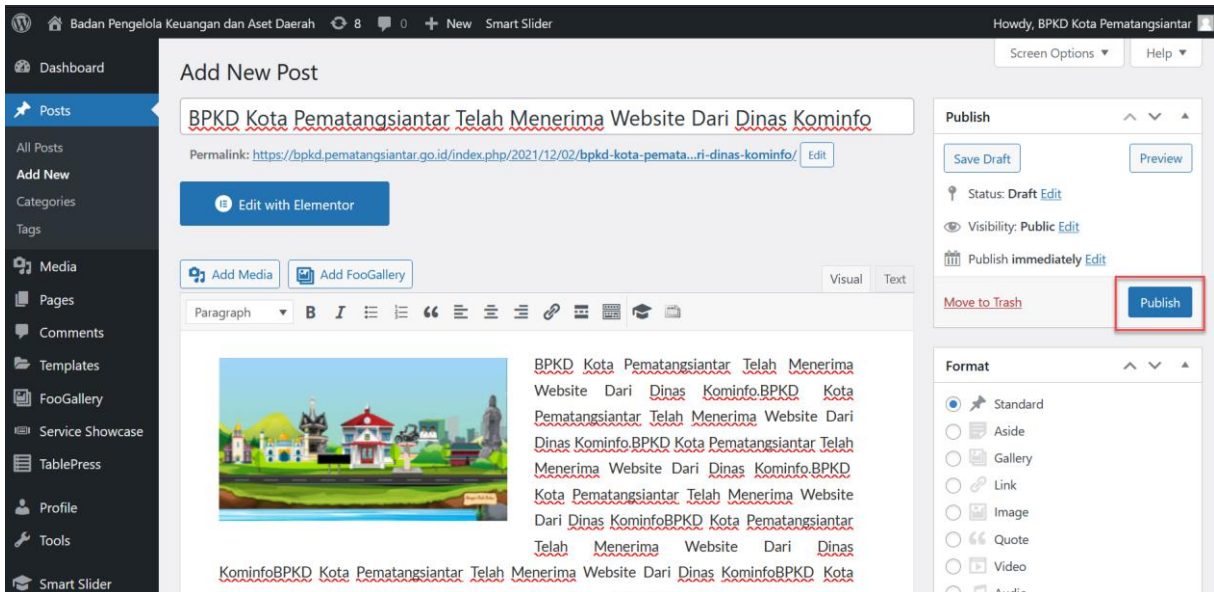 Badan Pengelola Keuangan dan Aset Daerah 8 0 + New Smart Slider Howdy, BPKD Kota Pematangsiantar
Screen Options Help
Dashboard
Posts
All Posts
Add New
Categories
Tags
Media
Pages
Comments
Templates
FooGallery
Service Showcase
TablePress
Profile
Tools
Smart Slider
Add New Post
BPKD Kota Pematangsiantar Telah Menerima Website Dari Dinas Kominfo
Permalink: https://bpkd.pematangsiantar.go.id/index.php/2021/12/02/bpkd-kota-pemata...ri-dinas-kominfo/ Edit
Edit with Elementor
Add Media Add FooGallery
Visual Text
Paragraph B I
BPKD Kota Pematangsiantar Telah Menerima
Website Dari Dinas Kominfo.BPKD Kota
Pematangsiantar Telah Menerima Website Dari
Dinas Kominfo.BPKD Kota Pematangsiantar Telah
Menerima Website Dari Dinas Kominfo.BPKD
Kota Pematangsiantar Telah Menerima Website
Dari Dinas KominfoBPKD Kota Pematangsiantar
Telah Menerima Website Dari Dinas
KominfoBPKD Kota Pematangsiantar Telah Menerima Website Dari Dinas KominfoBPKD Kota
Publish
Save Draft Preview
Status: Draft Edit
Visibility: Public Edit
Publish immediately Edit
Move to Trash Publish
Format
Standard
Aside
Gallery
Link
Image
Quote
Video
Audio